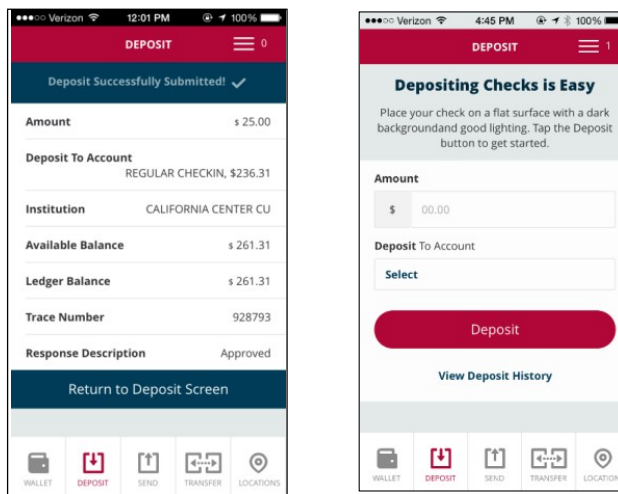 Verizon 12:01 PM 100%
DEPOSIT 0
Deposit Successfully Submitted!
Amount $ 25.00
Deposit To Account
REGULAR CHECKIN, $236.31
Institution CALIFORNIA CENTER CU
Available Balance $ 261.31
Ledger Balance $ 261.31
Trace Number 928793
Response Description Approved
Return to Deposit Screen
WALLET DEPOSIT SEND TRANSFER LOCATIONS
Verizon 4:45 PM 100%
DEPOSIT 1
Depositing Checks is Easy
Place your check on a flat surface with a dark
backgroundand good lighting. Tap the Deposit
button to get started.
Amount
$ 00.00
Deposit To Account
Select
Deposit
View Deposit History
WALLET DEPOSIT SEND TRANSFER LOCATION